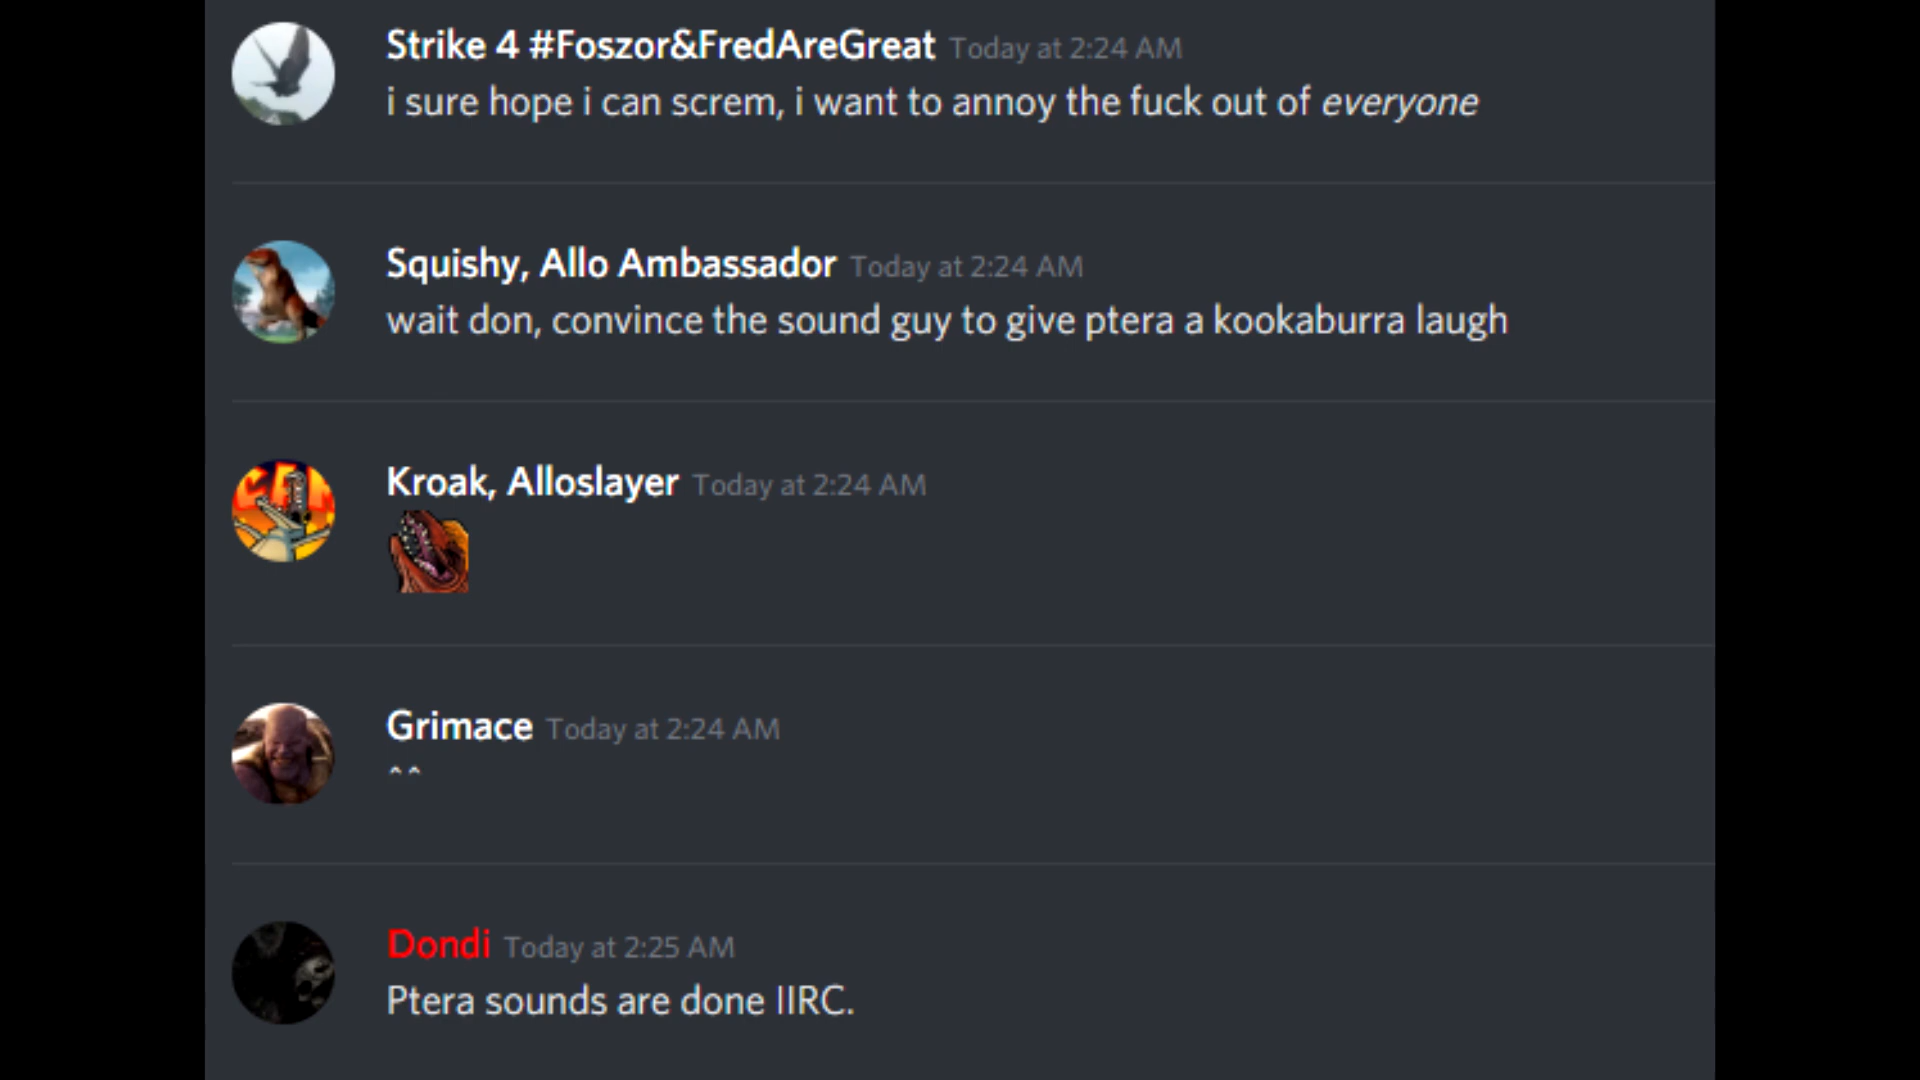 Strike 4 #Foszor&FredAreGreat Today at 2:24 AM
i sure hope i can screm, i want to annoy the fuck out of everyone
Squishy, Allo Ambassador Today at 2:24 AM
wait don, convince the sound guy to give ptera a kookaburra laugh
Kroak, Alloslayer Today at 2:24 AM
Grimace Today at 2:24 AM
^^
Dondi Today at 2:25 AM
Ptera sounds are done IIRC.